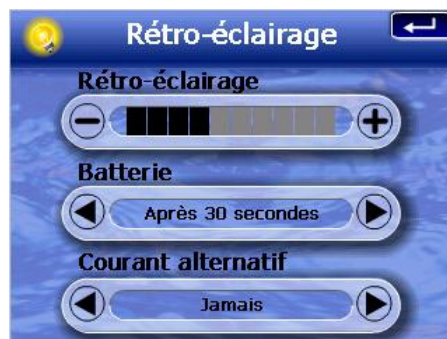 Rétro-éclairage
Rétro-éclairage
Batterie
Après 30 secondes
Courant alternatif
Jamais